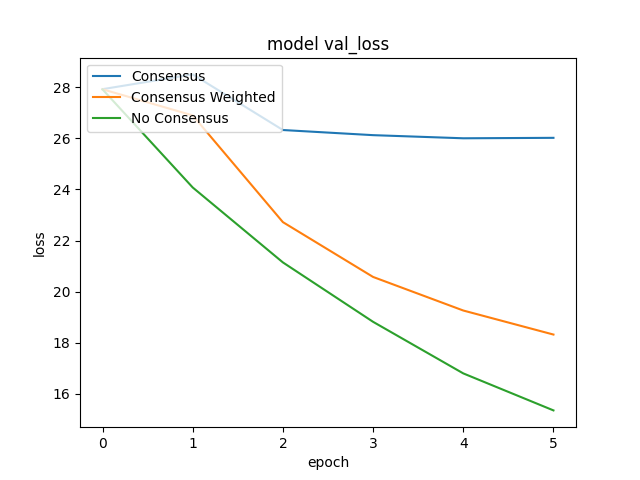 model val_loss
Consensus
Consensus Weighted
No Consensus
28
26
24
22
20
18
16
loss
0 1 2 3 4 5
epoch